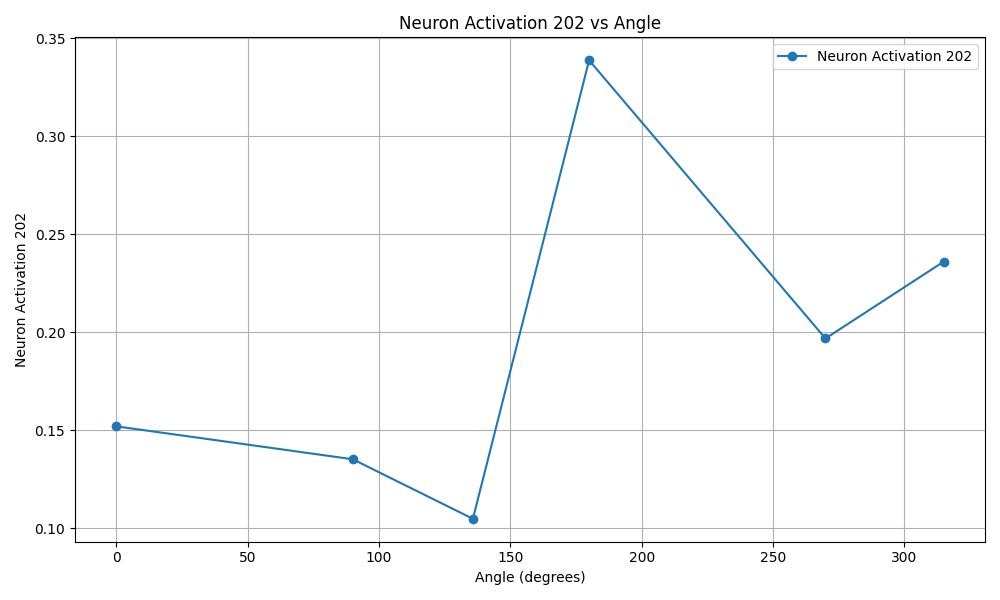 Neuron Activation 202 vs Angle
Neuron Activation 202
0.35
0.30
0.25
0.20
0.15
0.10
Neuron Activation 202
0 50 100 150 200 250 300
Angle (degrees)